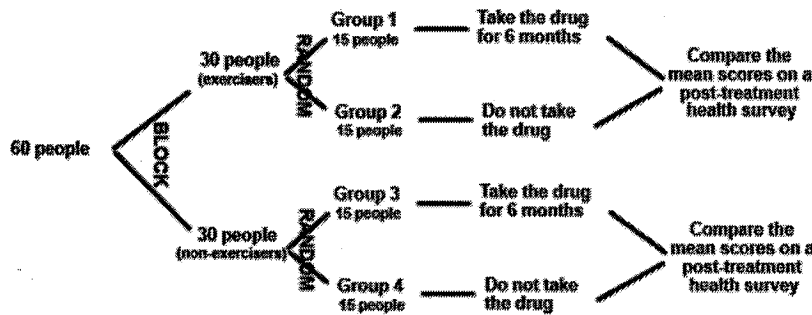 60 people
BLOCK
30 people
(exercisers)
RANDOM
Group 1
15 people
Take the drug
for 6 months
Group 2
15 people
Do not take
the drug
Compare the
mean scores on a
post-treatment
health survey
30 people
(non-exercisers)
RANDOM
Group 3
15 people
Take the drug
for 6 months
Group 4
15 people
Do not take
the drug
Compare the
mean scores on a
post-treatment
health survey